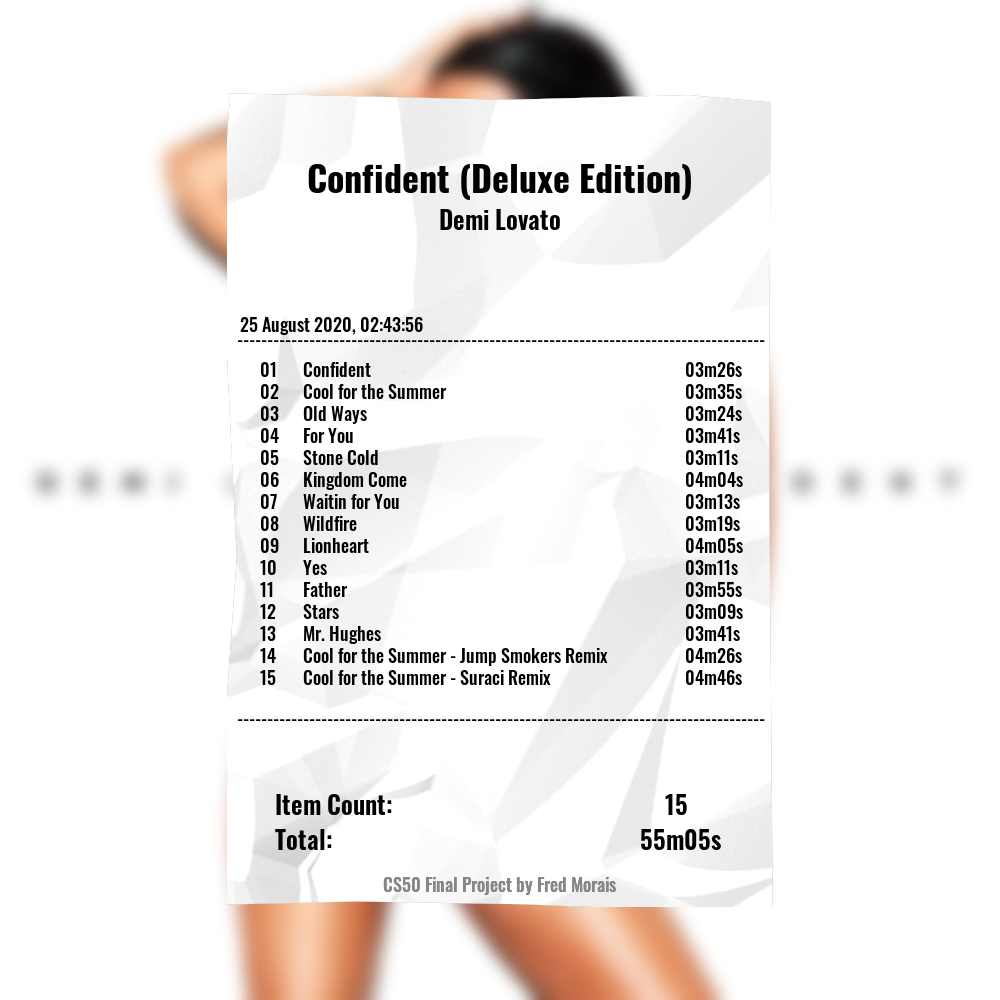 Confident (Deluxe Edition)
Demi Lovato
25 August 2020, 02:43:56
01 Confident 03m26s
02 Cool for the Summer 03m35s
03 Old Ways 03m24s
04 For You 03m41s
05 Stone Cold 03m11s
06 Kingdom Come 04m04s
07 Waitin for You 03m13s
08 Wildfire 03m19s
09 Lionheart 04m05s
10 Yes 03m11s
11 Father 03m55s
12 Stars 03m09s
13 Mr. Hughes 03m41s
14 Cool for the Summer - Jump Smokers Remix 04m26s
15 Cool for the Summer - Suraci Remix 04m46s
Item Count: 15
Total: 55m05s
CS50 Final Project by Fred Morais